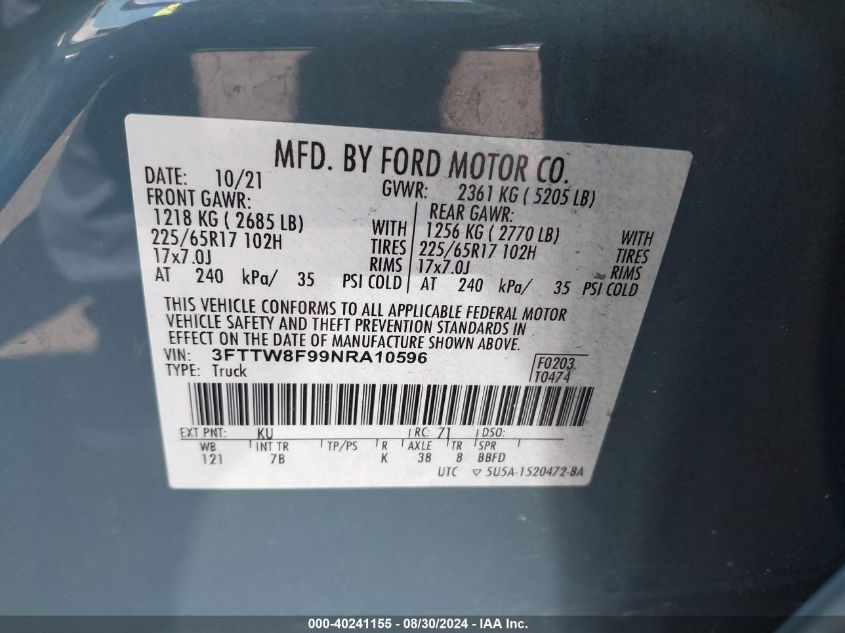 MFD. BY FORD MOTOR CO.
DATE: 10/21 GVWR: 2361 KG ( 5205 LB)
FRONT GAWR: REAR GAWR:
1218 KG ( 2685 LB) WITH 1256 KG ( 2770 LB) WITH
225/65R17 102H TIRES 225/65R17 102H TIRES
17x7.0J RIMS 17x7.0J RIMS
AT 240 kPa/ 35 PSI COLD AT 240 kPa/ 35 PSI COLD
THIS VEHICLE CONFORMS TO ALL APPLICABLE FEDERAL MOTOR
VEHICLE SAFETY AND THEFT PREVENTION STANDARDS IN
EFFECT ON THE DATE OF MANUFACTURE SHOWN ABOVE.
VIN: 3FTTW8F99NRA10596 F0203
TYPE: Truck T0474
EXT PNT: KU RC: 71 DSO:
WB INT TR TP/PS R AXLE TR SPR
121 7B K 38 8 BBFD
UTC ▽ 5U5A-1520472-BA
000-40241155 - 08/30/2024 - IAA Inc.